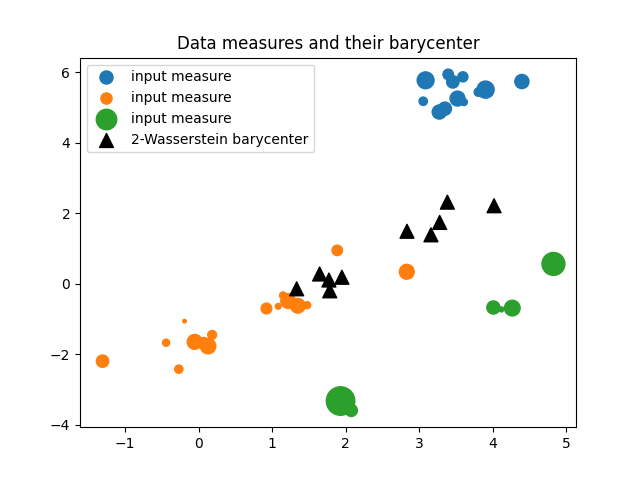 Data measures and their barycenter
input measure
input measure
input measure
2-Wasserstein barycenter
6
4
2
0
−2
−4
−1
0
1
2
3
4
5